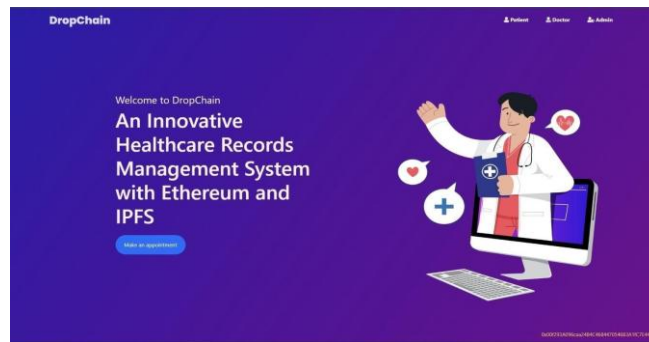 DropChain
Patient
Doctor
Admin
Welcome to DropChain
An Innovative
Healthcare Records
Management System
with Ethereum and
IPFS
Make an appointment